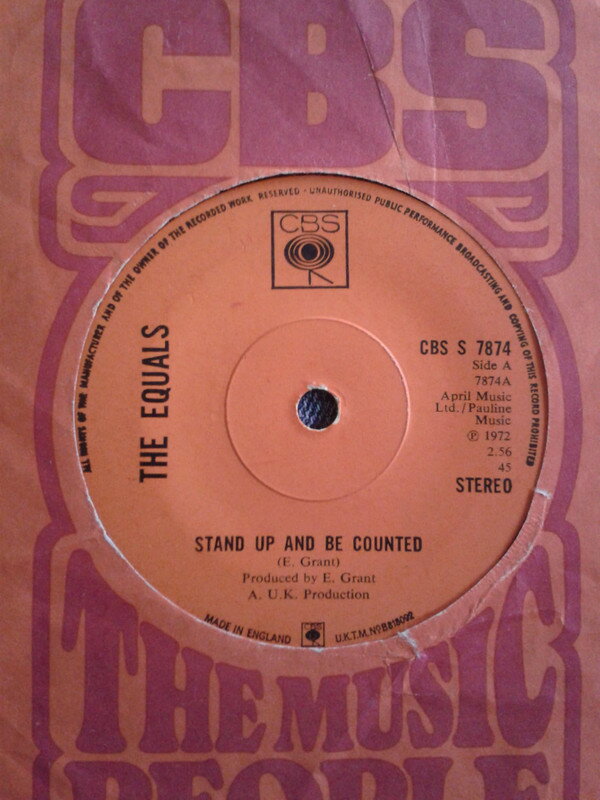 CBS
ALL RIGHTS OF THE MANUFACTURER AND OF THE OWNER OF THE RECORDED WORK RESERVED - UNAUTHORISED PUBLIC PERFORMANCE BROADCASTING AND COPYING OF THIS RECORD PROHIBITED
CBS
THE EQUALS
CBS S 7874
Side A
7874A
April Music
Ltd./Pauline
Music
℗ 1972
2.56
45
STEREO
STAND UP AND BE COUNTED
(E. Grant)
Produced by E. Grant
A. U.K. Production
MADE IN ENGLAND CBS U.K.T.M. No B818092
THE MUSIC
PEOPLE